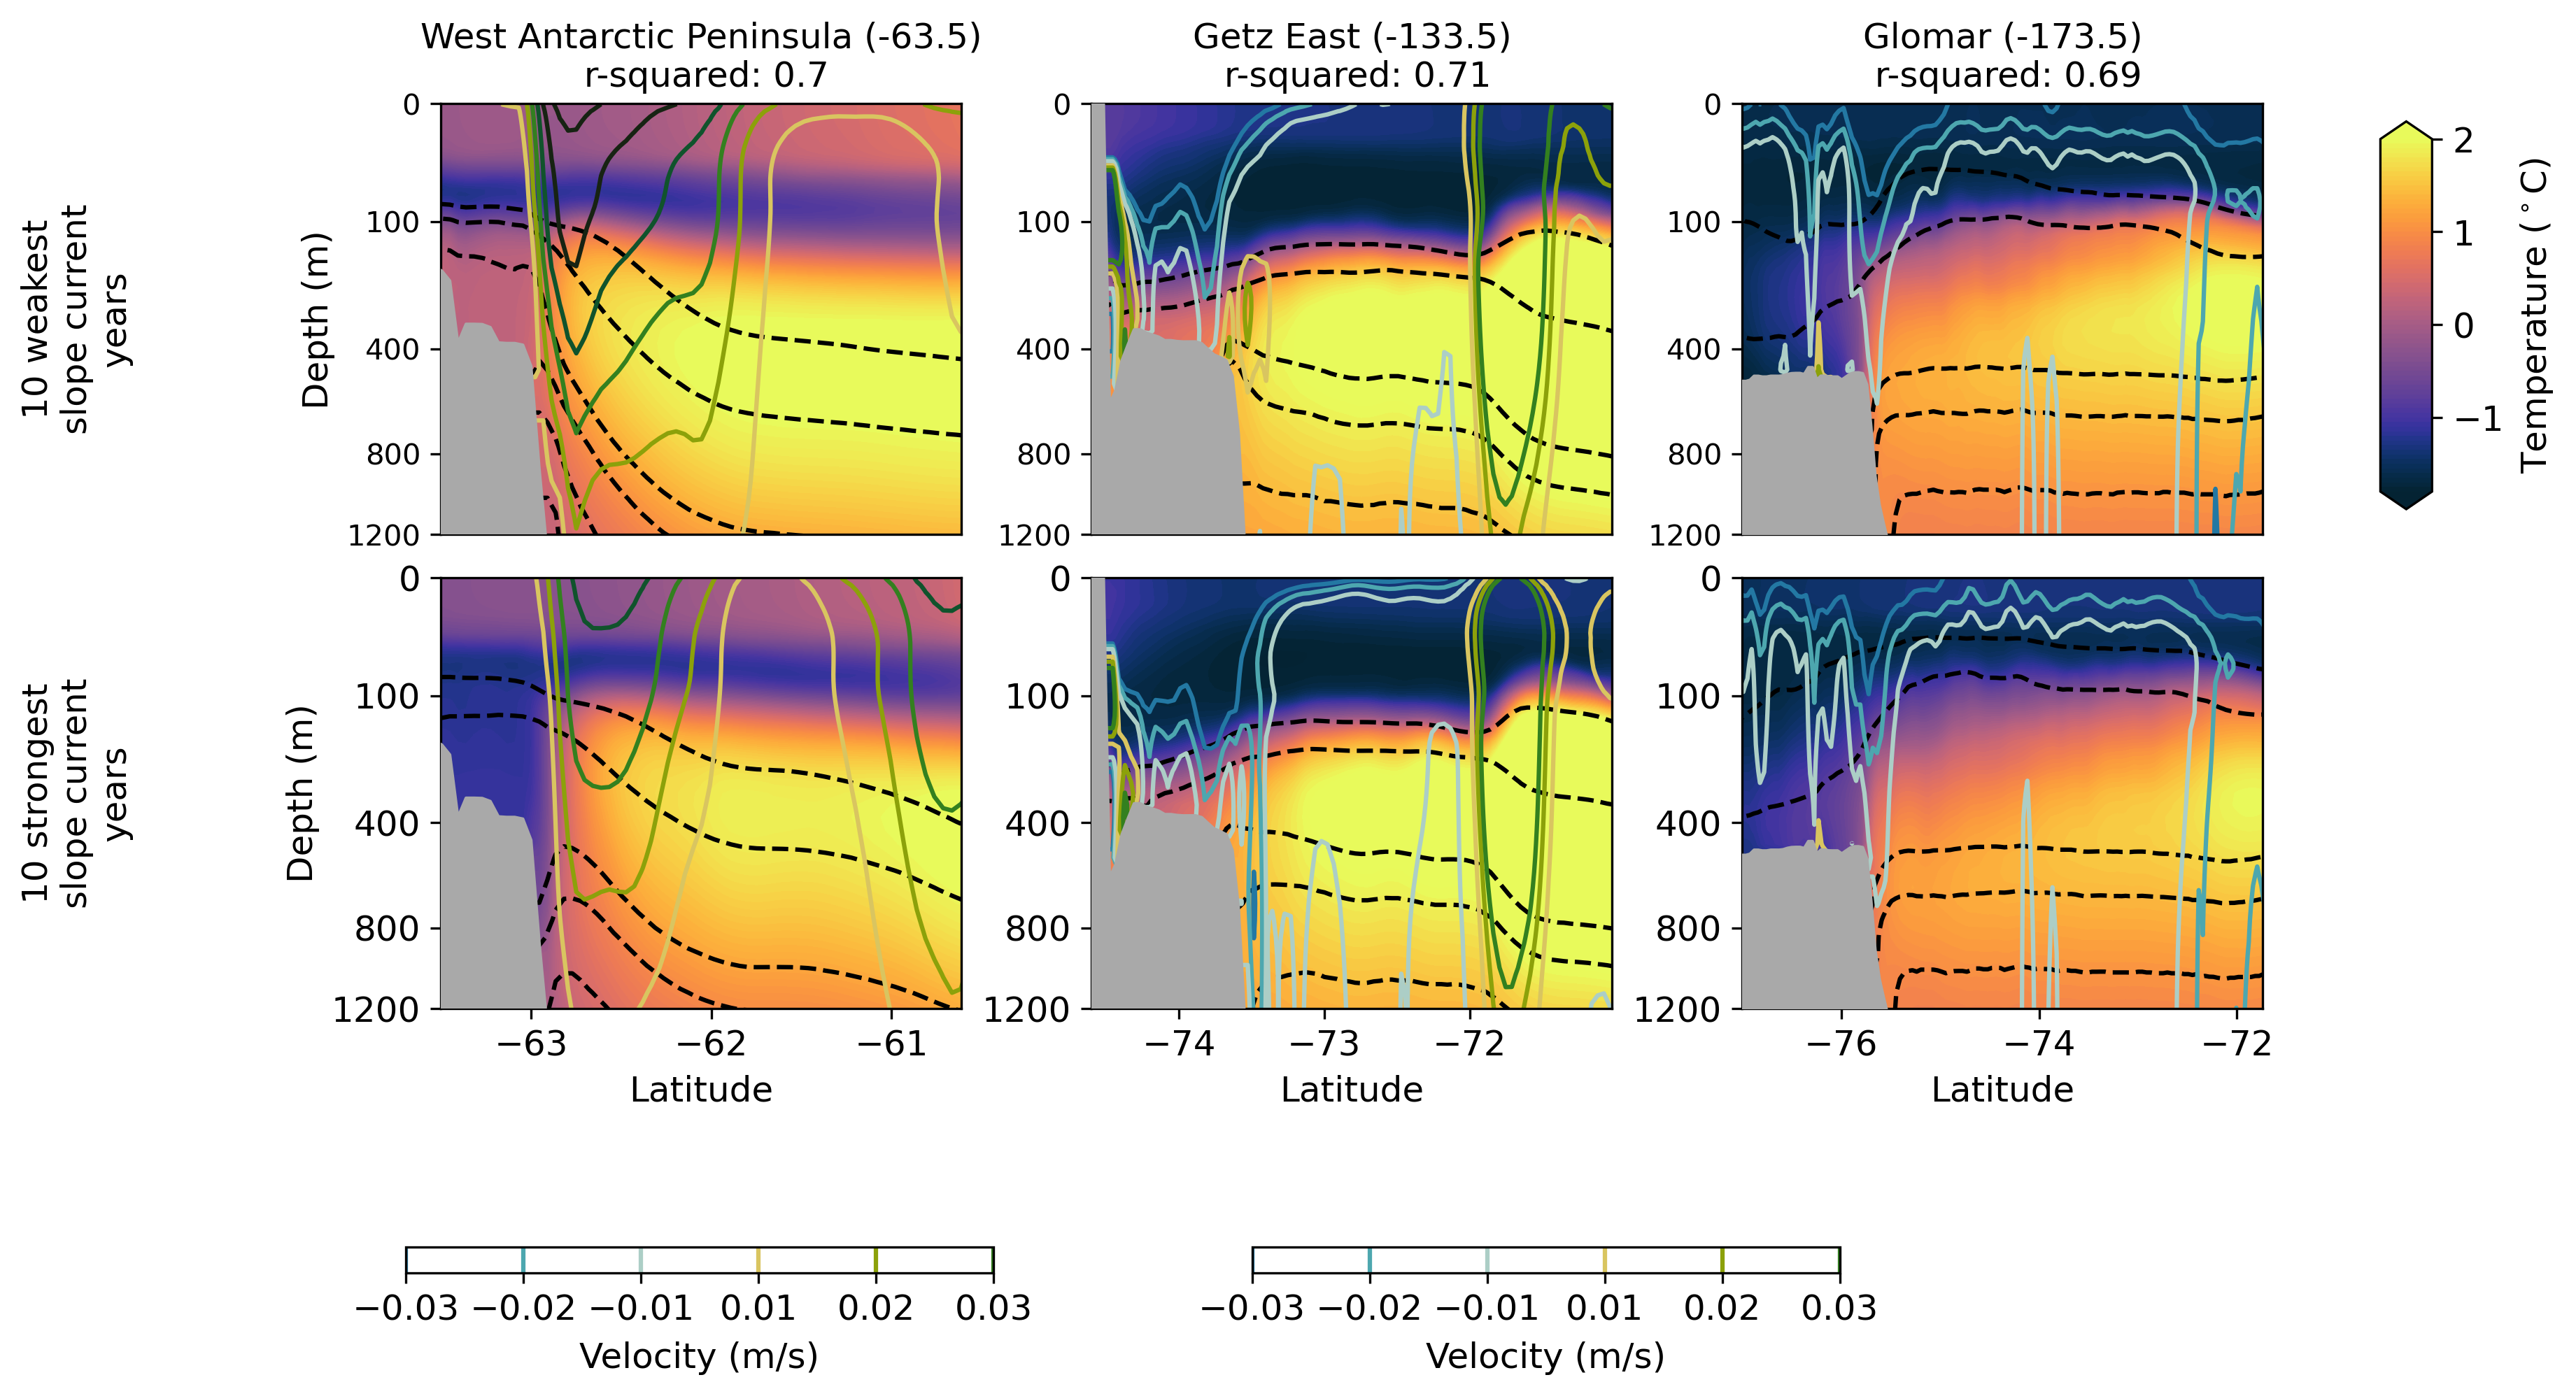 West Antarctic Peninsula (-63.5)
r-squared: 0.7
Getz East (-133.5)
r-squared: 0.71
Glomar (-173.5)
r-squared: 0.69
10 weakest
slope current
years
Depth (m)
0
100
400
800
1200
0
100
400
800
1200
0
100
400
800
1200
2
1
0
−1
Temperature (°C)
10 strongest
slope current
years
Depth (m)
0
100
400
800
1200
−63
−62
−61
Latitude
Depth (m)
0
100
400
800
1200
−74
−73
−72
Latitude
0
100
400
800
1200
−76
−74
−72
Latitude
−0.03 −0.02 −0.01 0.01 0.02 0.03
Velocity (m/s)
−0.03 −0.02 −0.01 0.01 0.02 0.03
Velocity (m/s)